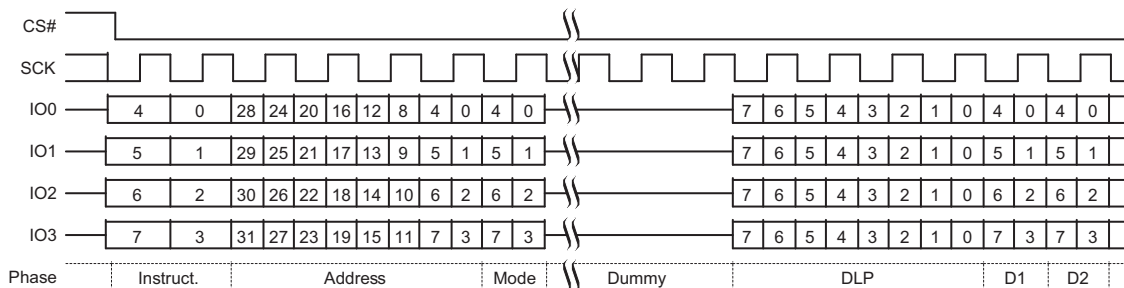 CS#
SCK
IO0 4 0 28 24 20 16 12 8 4 0 4 0 7 6 5 4 3 2 1 0 4 0 4 0
IO1 5 1 29 25 21 17 13 9 5 1 5 1 7 6 5 4 3 2 1 0 5 1 5 1
IO2 6 2 30 26 22 18 14 10 6 2 6 2 7 6 5 4 3 2 1 0 6 2 6 2
IO3 7 3 31 27 23 19 15 11 7 3 7 3 7 6 5 4 3 2 1 0 7 3 7 3
Phase Instruct. Address Mode Dummy DLP D1 D2